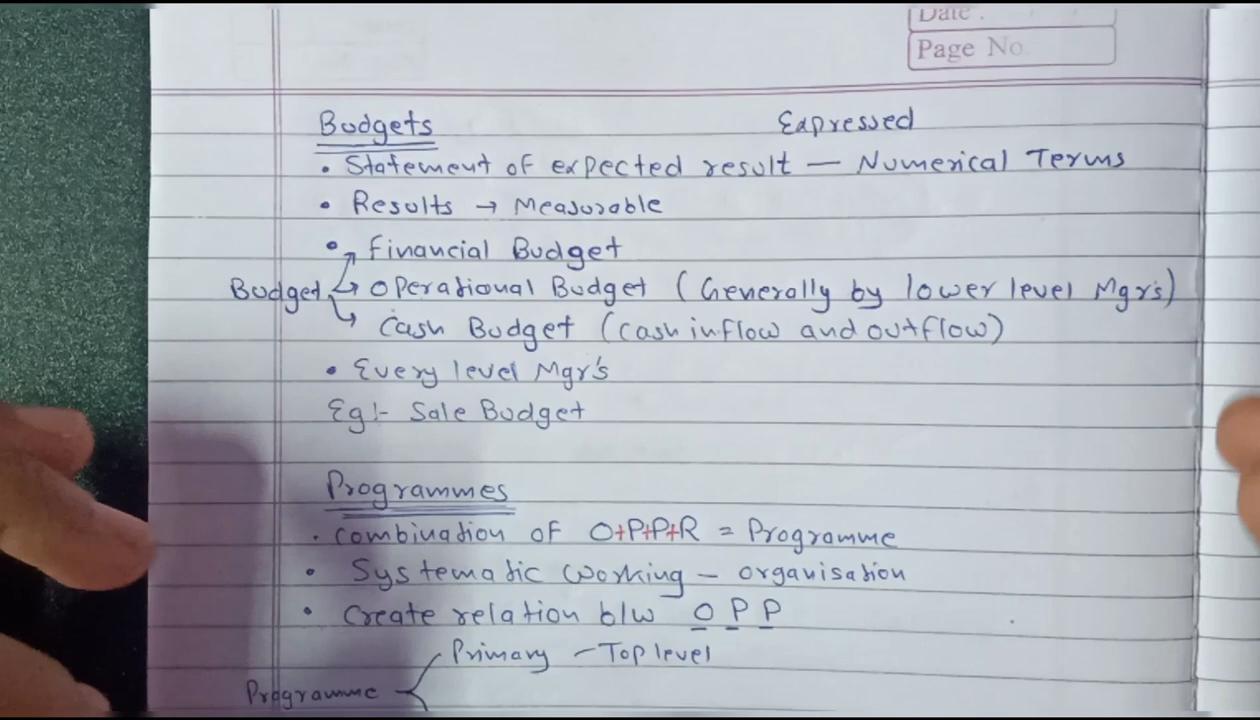 Date.
Page No
Budgets
Expressed
• Statement of expected result — Numerical Terms
• Results → Measurable
• Financial Budget
Budget → Operational Budget (Generally by lower level Mgr's)
→ Cash Budget (cash inflow and outflow)
• Every level Mgr's
Eg:- Sale Budget
Programmes
• Combination of O+P+P+R = Programme
• Systematic working - organisation
• Create relation b/w O P P
Primary - Top level
Programme